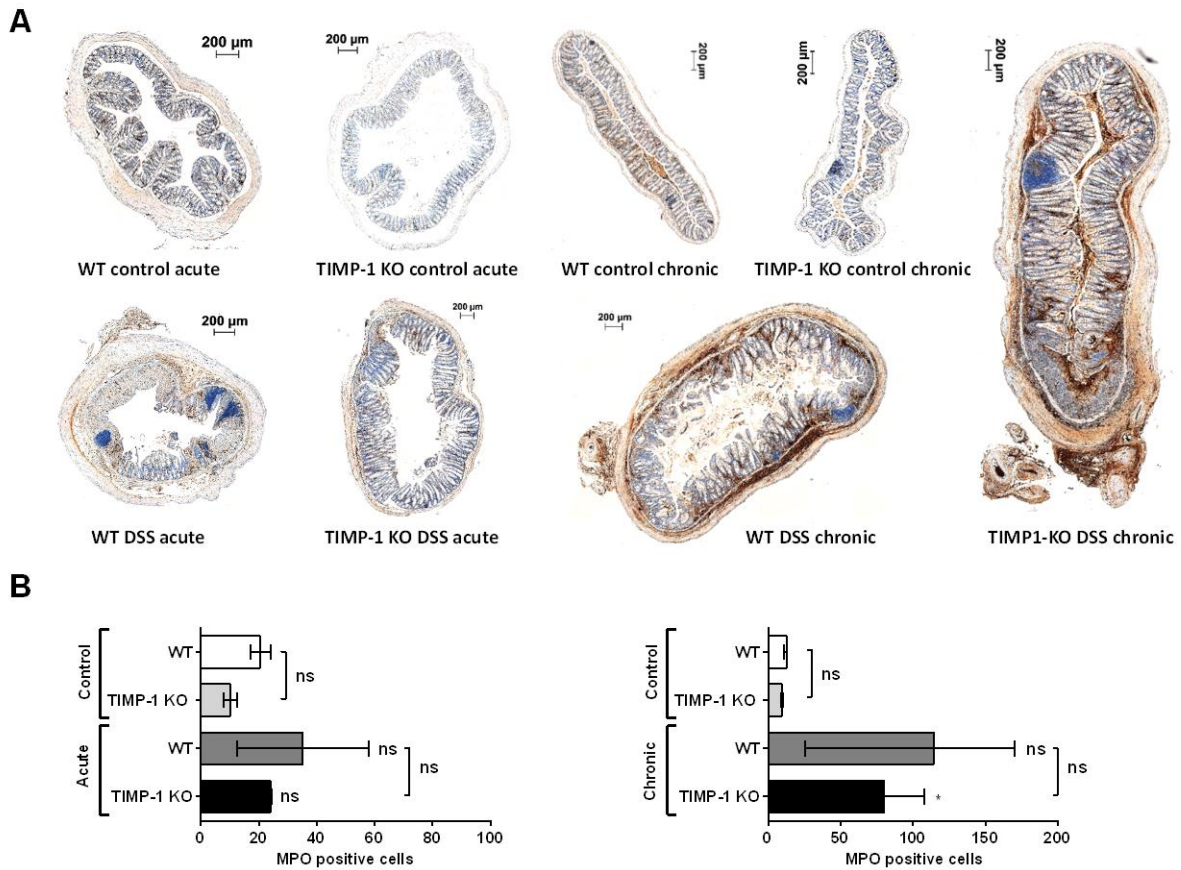 A
200 µm
200 µm
200 µm
200 µm
200 µm
WT control acute
TIMP-1 KO control acute
WT control chronic
TIMP-1 KO control chronic
200 µm
200 µm
200 µm
WT DSS acute
TIMP-1 KO DSS acute
WT DSS chronic
TIMP1-KO DSS chronic
B
Control
WT
TIMP-1 KO
ns
Acute
WT
TIMP-1 KO
ns
ns
ns
0 20 40 60 80 100
MPO positive cells
Control
WT
TIMP-1 KO
ns
Chronic
WT
TIMP-1 KO
ns
*
ns
0 50 100 150 200
MPO positive cells